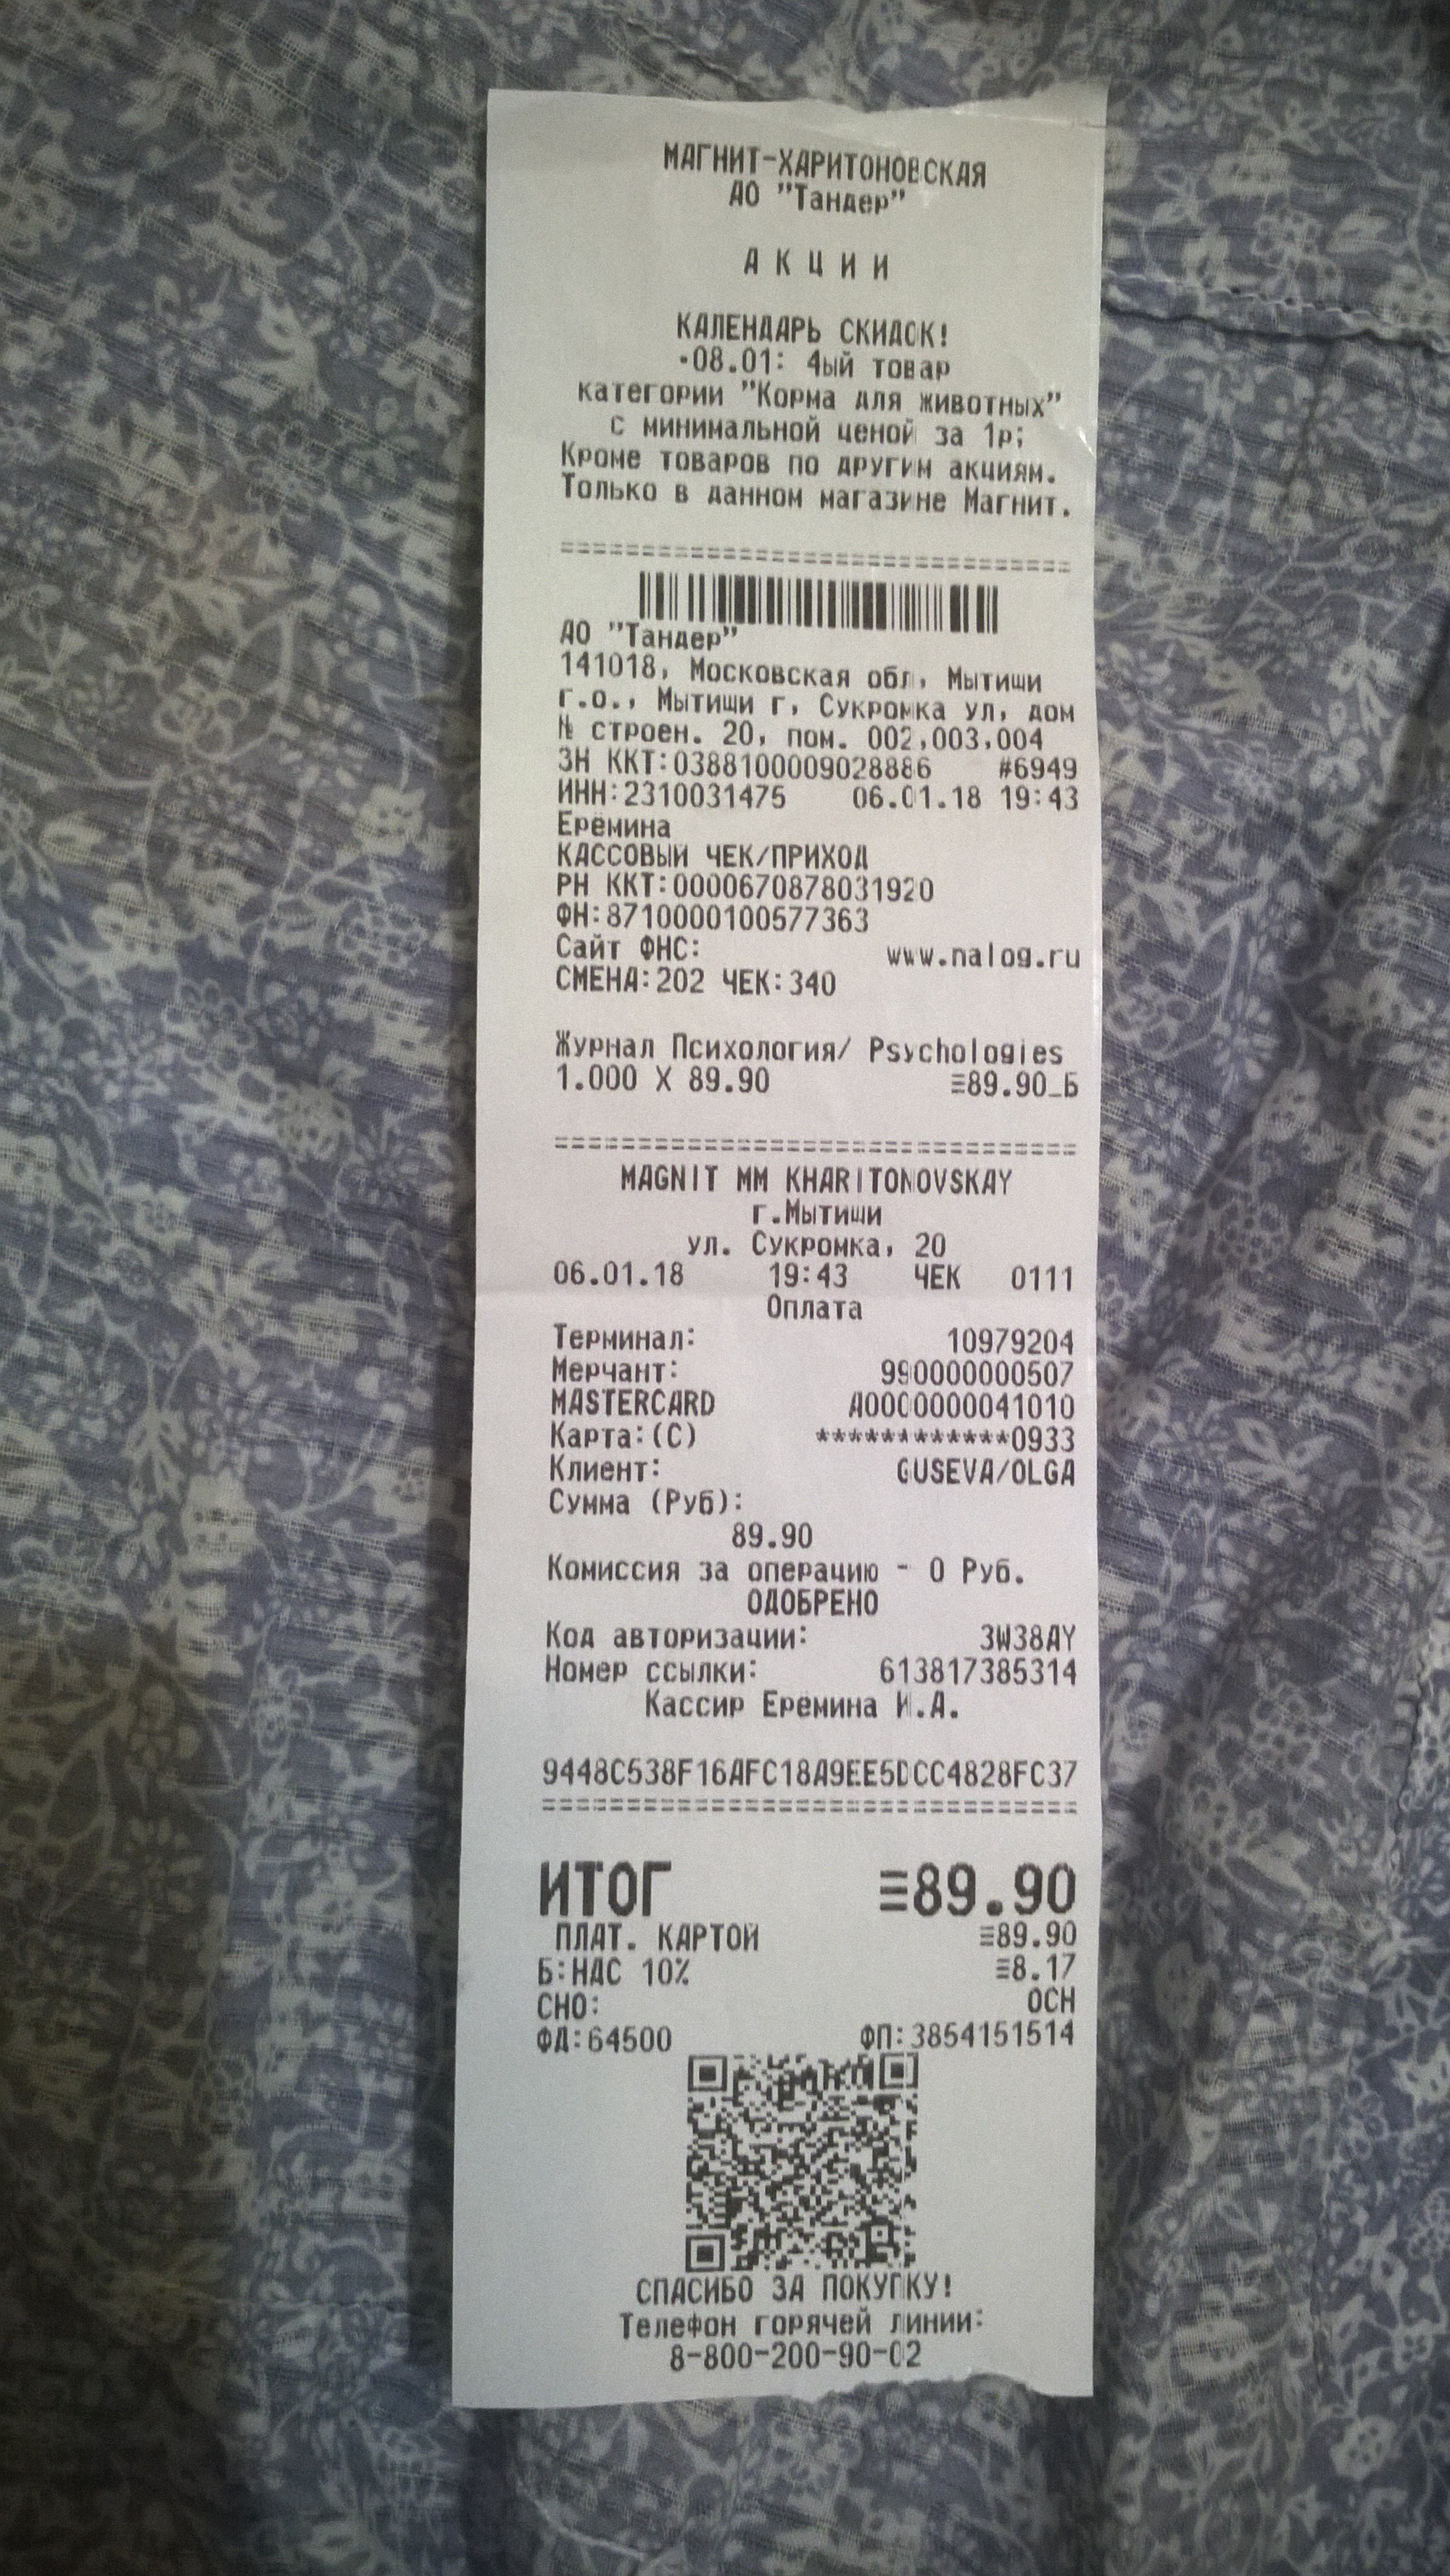 МАГНИТ-ХАРИТОНОВСКАЯ
АО "Тандер"
АКЦИИ
КАЛЕНДАРЬ СКИДОК!
·08.01: 4ый товар
категории "Корма для животных"
с минимальной ценой за 1р;
Кроме товаров по другим акциям.
Только в данном магазине Магнит.
================================
АО "Тандер"
141018, Московская обл, Мытищи
г.о., Мытищи г, Сукромка ул, дом
№ строен. 20, пом. 002,003,004
ЗН ККТ:0388100009028886 #6949
ИНН:2310031475 06.01.18 19:43
Еремина
КАССОВЫЙ ЧЕК/ПРИХОД
РН ККТ:0000670878031920
ФН:8710000100577363
Сайт ФНС: www.nalog.ru
СМЕНА:202 ЧЕК:340
Журнал Психология/ Psychologies
1.000 X 89.90 ≡89.90_Б
================================
MAGNIT MM KHARITONOVSKAY
г.Мытищи
ул. Сукромка, 20
06.01.18 19:43 ЧЕК 0111
Оплата
Терминал: 10979204
Мерчант: 990000000507
MASTERCARD A0000000041010
Карта:(C) ************0933
Клиент: GUSEVA/OLGA
Сумма (Руб):
89.90
Комиссия за операцию - 0 Руб.
ОДОБРЕНО
Код авторизации: 3W38AY
Номер ссылки: 613817385314
Кассир Еремина И.А.
9448C538F16AFC18A9EE5DCC4828FC37
================================
ИТОГ ≡89.90
ПЛАТ. КАРТОЙ ≡89.90
Б:НДС 10% ≡8.17
СНО: ОСН
ФД:64500 ФП:3854151514
СПАСИБО ЗА ПОКУПКУ!
Телефон горячей линии:
8-800-200-90-02